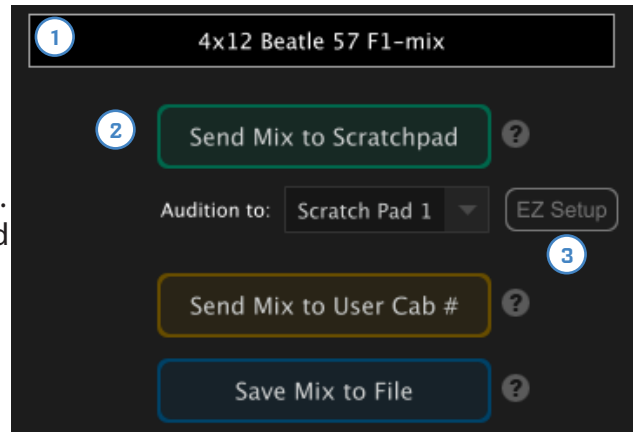 1 4x12 Beatle 57 F1-mix
2 Send Mix to Scratchpad ?
.
Audition to: Scratch Pad 1 EZ Setup
d
3
Send Mix to User Cab # ?
Save Mix to File ?